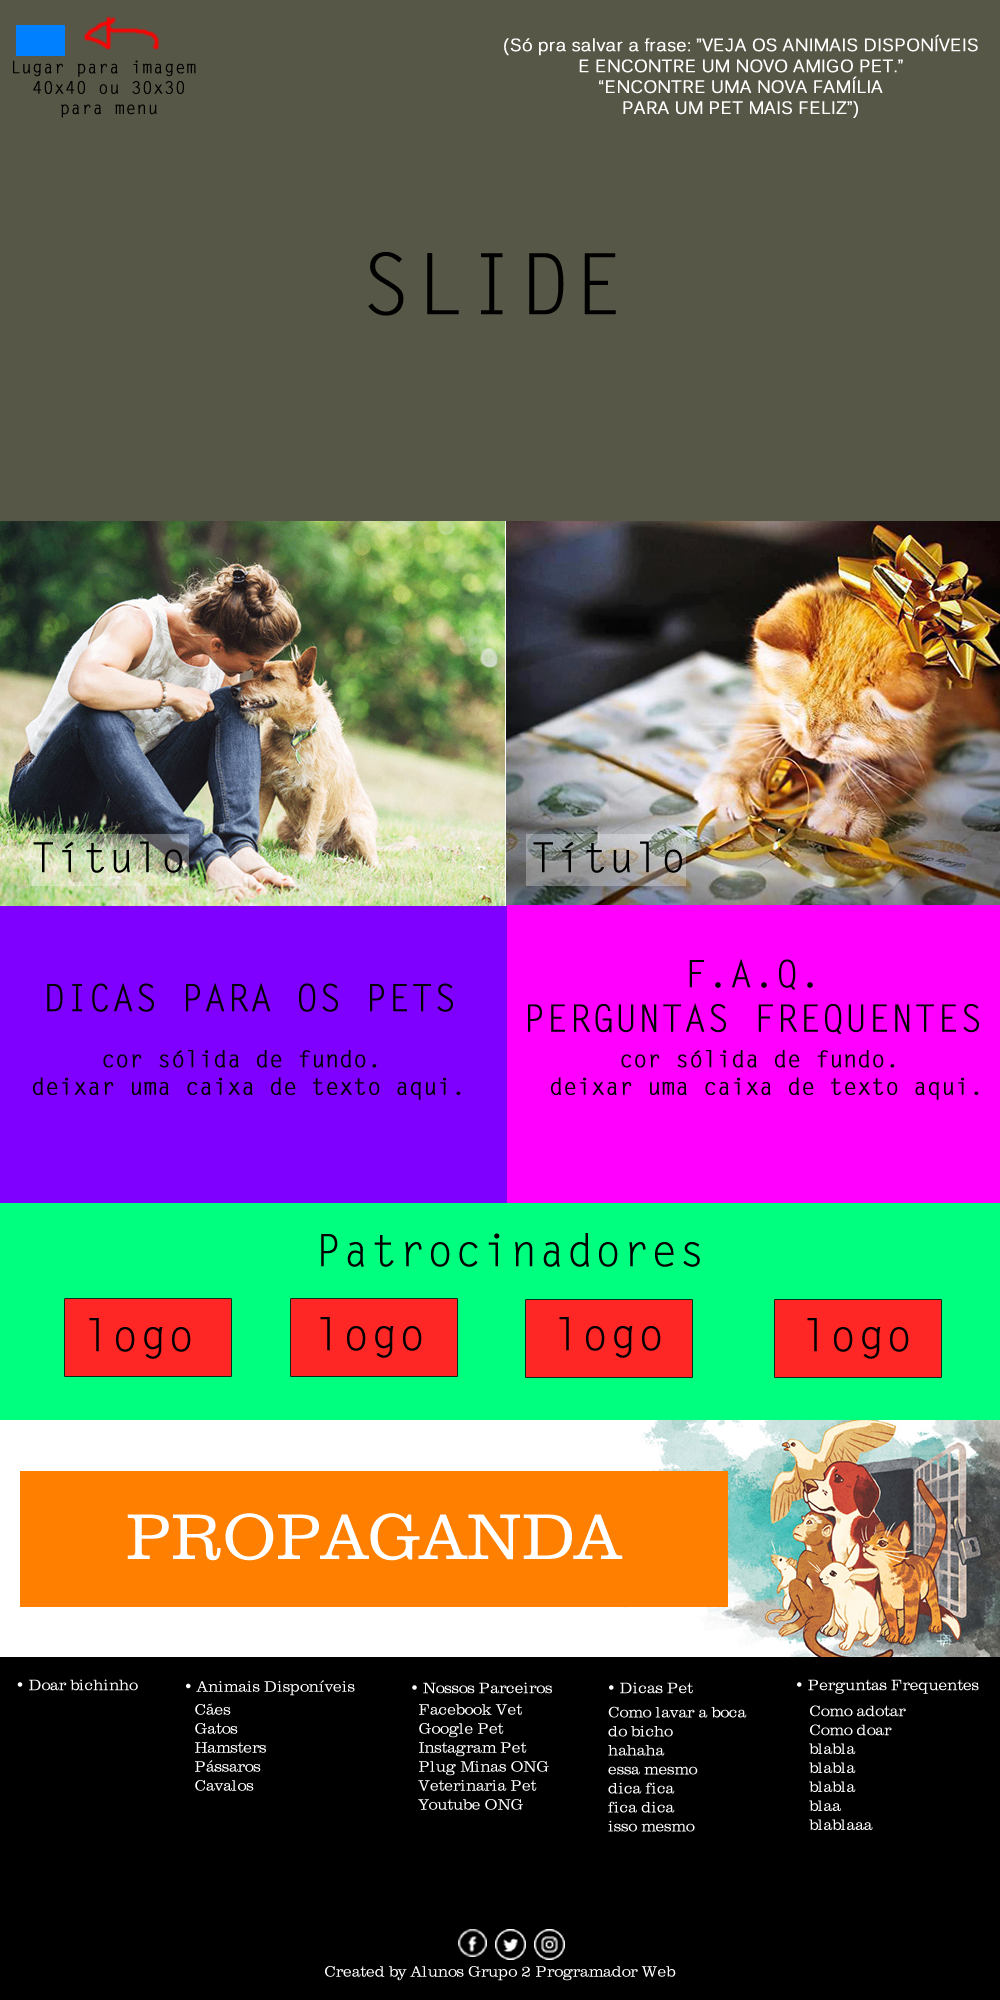 Lugar para imagem
40x40 ou 30x30
para menu
(Só pra salvar a frase: "VEJA OS ANIMAIS DISPONÍVEIS
E ENCONTRE UM NOVO AMIGO PET."
"ENCONTRE UMA NOVA FAMÍLIA
PARA UM PET MAIS FELIZ")
SLIDE
Título
Título
DICAS PARA OS PETS
cor sólida de fundo.
deixar uma caixa de texto aqui.
F.A.Q.
PERGUNTAS FREQUENTES
cor sólida de fundo.
deixar uma caixa de texto aqui.
Patrocinadores
logo
logo
logo
logo
PROPAGANDA
• Doar bichinho
• Animais Disponíveis
Cães
Gatos
Hamsters
Pássaros
Cavalos
• Nossos Parceiros
Facebook Vet
Google Pet
Instagram Pet
Plug Minas ONG
Veterinaria Pet
Youtube ONG
• Dicas Pet
Como lavar a boca
do bicho
hahaha
essa mesmo
dica fica
fica dica
isso mesmo
• Perguntas Frequentes
Como adotar
Como doar
blabla
blabla
blabla
blaa
blablaaa
Created by Alunos Grupo 2 Programador Web